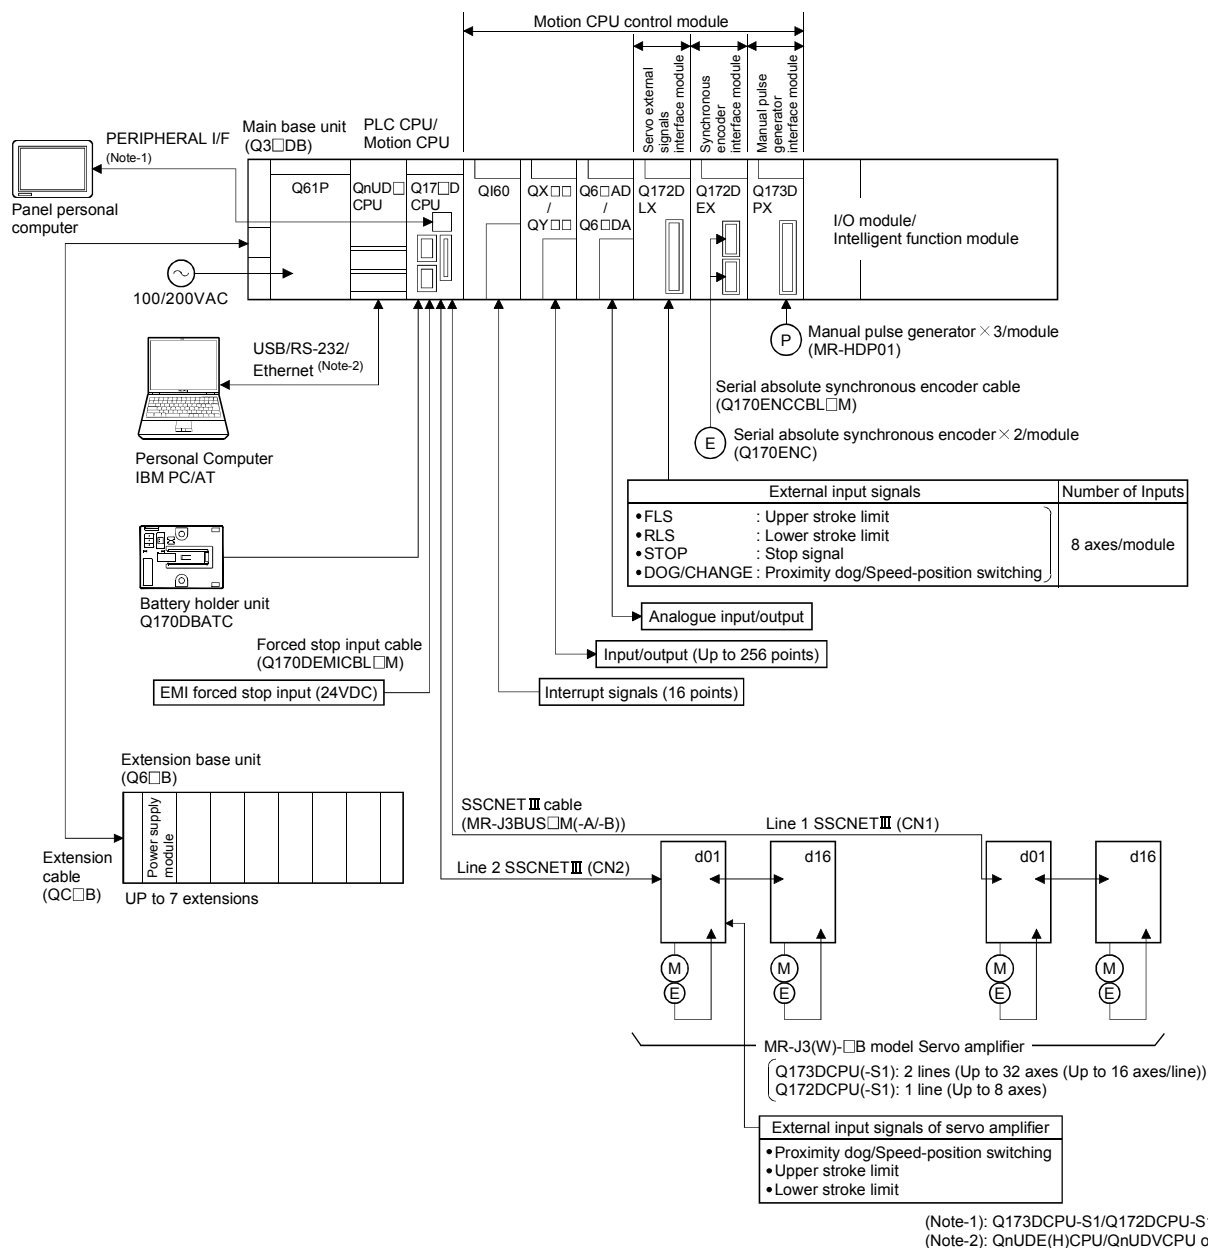 Motion CPU control module
Servo external
signals
interface module
Synchronous
encoder
interface module
Manual pulse
generator
interface module
PERIPHERAL I/F
(Note-1)
Main base unit
(Q3□DB)
PLC CPU/
Motion CPU
Panel personal
computer
Q61P
QnUD□
CPU
Q17□D
CPU
QI60
QX□□
/
QY□□
Q6□AD
/
Q6□DA
Q172D
LX
Q172D
EX
Q173D
PX
I/O module/
Intelligent function module
100/200VAC
USB/RS-232/
Ethernet (Note-2)
P
Manual pulse generator×3/module
(MR-HDP01)
Serial absolute synchronous encoder cable
(Q170ENCCBL□M)
E
Serial absolute synchronous encoder×2/module
(Q170ENC)
Personal Computer
IBM PC/AT
External input signals Number of Inputs
•FLS : Upper stroke limit
•RLS : Lower stroke limit
•STOP : Stop signal
•DOG/CHANGE : Proximity dog/Speed-position switching
8 axes/module
Battery holder unit
Q170DBATC
Analogue input/output
Forced stop input cable
(Q170DEMICBL□M)
Input/output (Up to 256 points)
EMI forced stop input (24VDC)
Interrupt signals (16 points)
Extension base unit
(Q6□B)
Power supply
module
Extension
cable
(QC□B)
UP to 7 extensions
SSCNETⅢ cable
(MR-J3BUS□M(-A/-B))
Line 1 SSCNETⅢ (CN1)
Line 2 SSCNETⅢ (CN2)
d01 d16 d01 d16
M M M M
E E E E
MR-J3(W)-□B model Servo amplifier
Q173DCPU(-S1): 2 lines (Up to 32 axes (Up to 16 axes/line))
Q172DCPU(-S1): 1 line (Up to 8 axes)
External input signals of servo amplifier
•Proximity dog/Speed-position switching
•Upper stroke limit
•Lower stroke limit
(Note-1): Q173DCPU-S1/Q172DCPU-S
(Note-2): QnUDE(H)CPU/QnUDVCPU o